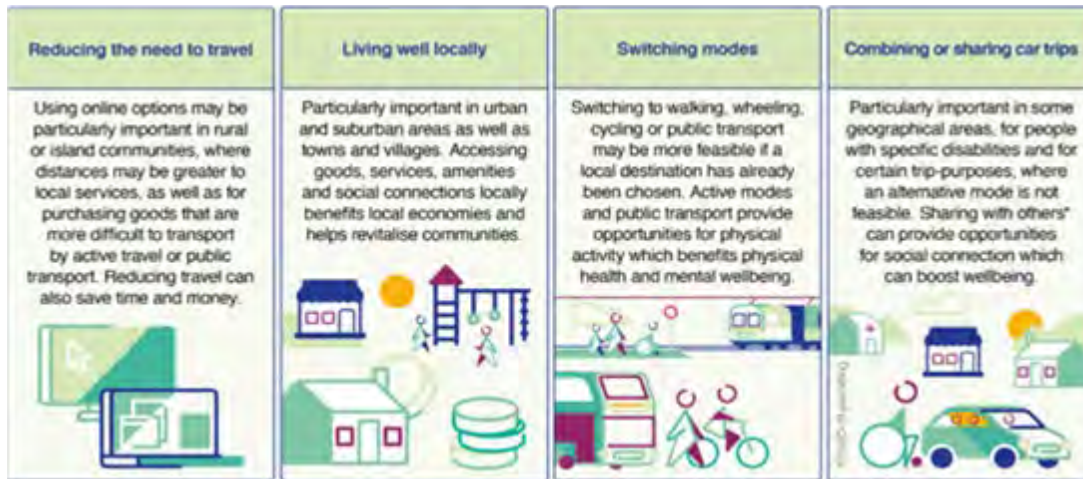 Reducing the need to travel
Using online options may be
particularly important in rural
or island communities, where
distances may be greater to
local services, as well as for
purchasing goods that are
more difficult to transport
by active travel or public
transport. Reducing travel can
also save time and money.
Living well locally
Particularly important in urban
and suburban areas as well as
towns and villages. Accessing
goods, services, amenities
and social connections locally
benefits local economies and
helps revitalise communities.
Switching modes
Switching to walking, wheeling,
cycling or public transport
may be more feasible if a
local destination has already
been chosen. Active modes
and public transport provide
opportunities for physical
activity which benefits physical
health and mental wellbeing.
Combining or sharing car trips
Particularly important in some
geographical areas, for people
with specific disabilities and for
certain trip-purposes, where
an alternative mode is not
feasible. Sharing with others*
can provide opportunities
for social connection which
can boost wellbeing.